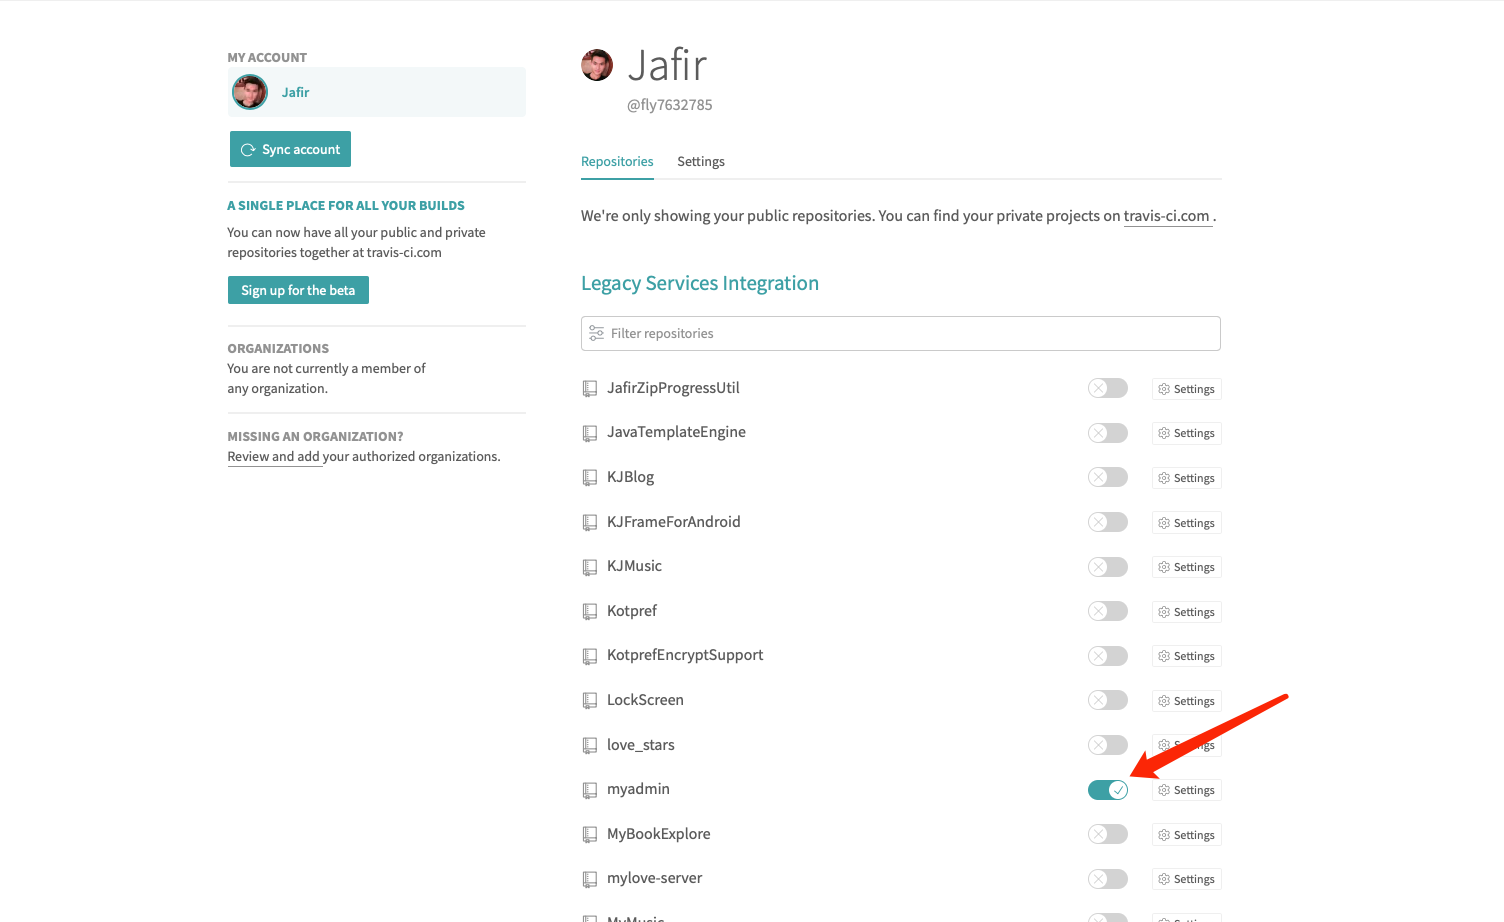 MY ACCOUNT
Jafir
Sync account
A SINGLE PLACE FOR ALL YOUR BUILDS
You can now have all your public and private
repositories together at travis-ci.com
Sign up for the beta
ORGANIZATIONS
You are not currently a member of
any organization.
MISSING AN ORGANIZATION?
Review and add your authorized organizations.
Jafir
@fly7632785
Repositories Settings
We're only showing your public repositories. You can find your private projects on travis-ci.com .
Legacy Services Integration
Filter repositories
JafirZipProgressUtil Settings
JavaTemplateEngine Settings
KJBlog Settings
KJFrameForAndroid Settings
KJMusic Settings
Kotpref Settings
KotprefEncryptSupport Settings
LockScreen Settings
love_stars Settings
myadmin Settings
MyBookExplore Settings
mylove-server Settings
MyMusic